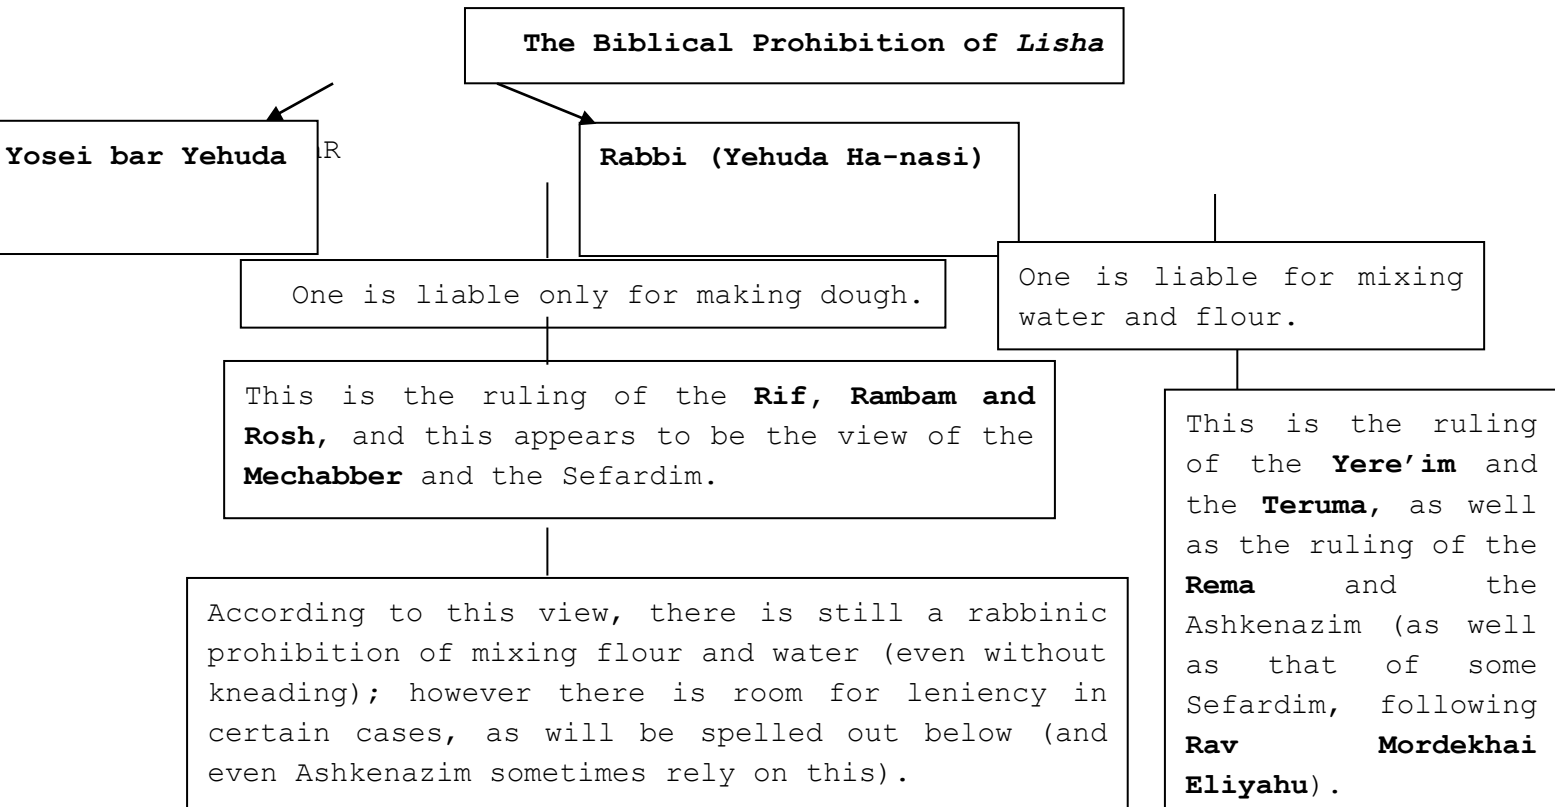 The Biblical Prohibition of Lisha
Yosei bar Yehuda
R
Rabbi (Yehuda Ha-nasi)
One is liable only for making dough.
One is liable for mixing
water and flour.
This is the ruling of the Rif, Rambam and
Rosh, and this appears to be the view of the
Mechabber and the Sefardim.
According to this view, there is still a rabbinic
prohibition of mixing flour and water (even without
kneading); however there is room for leniency in
certain cases, as will be spelled out below (and
even Ashkenazim sometimes rely on this).
This is the ruling
of the Yere’im and
the Teruma, as well
as the ruling of the
Rema and the
Ashkenazim (as well
as that of some
Sefardim, following
Rav Mordekhai
Eliyahu).